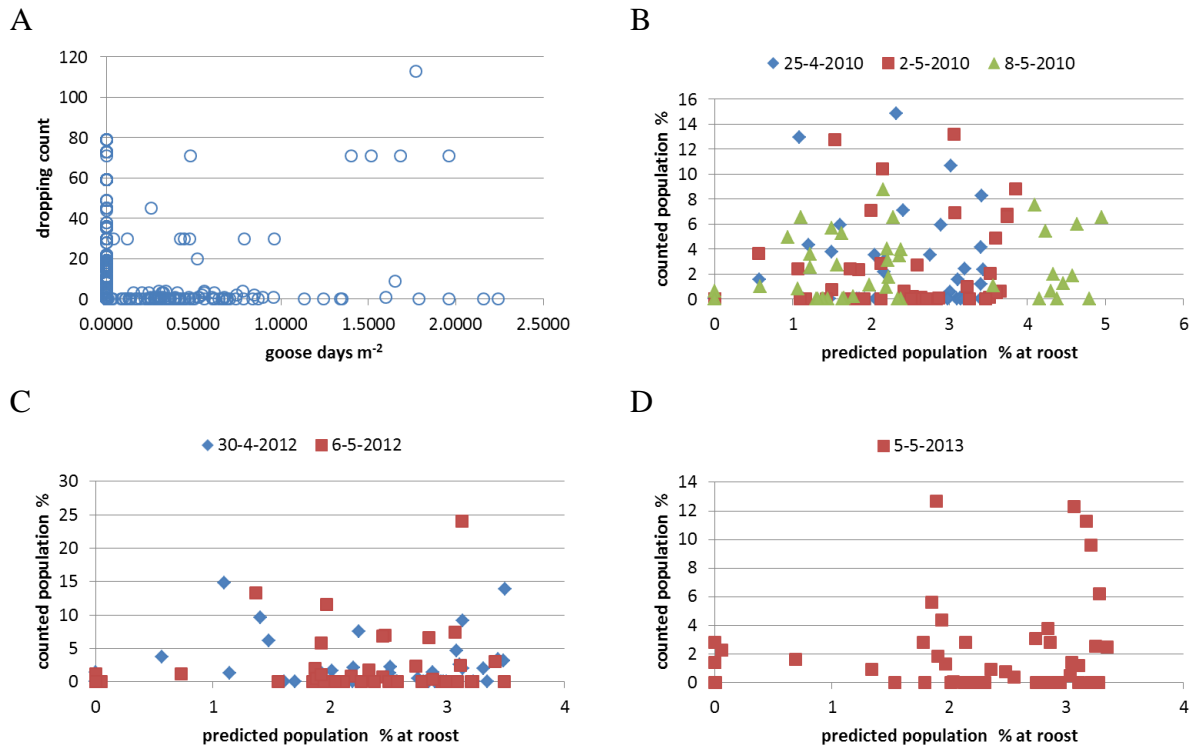 A
120
100
80
60
40
20
0
0.0000 0.50000 1.00000 1.50000 2.00000 2.50000
dropping count
goose days m⁻²
B
25-4-2010 2-5-2010 8-5-2010
16
14
12
10
8
6
4
2
0
0 1 2 3 4 5 6
counted population %
predicted population % at roost
C
30-4-2012 6-5-2012
30
25
20
15
10
5
0
0 1 2 3 4
counted population %
predicted population % at roost
D
5-5-2013
14
12
10
8
6
4
2
0
0 1 2 3 4
counted population %
predicted population % at roost